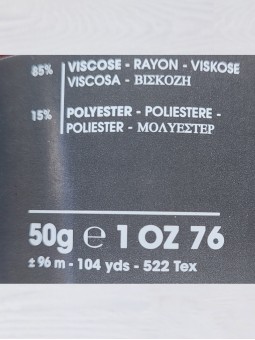 85% VISCOSE - RAYON - VISKOSE
VISCOSA - ΒΙΣΚΟΖΗ
15% POLYESTER - POLIESTERE -
POLIESTER - ΜΟΛΥΕΣΤΕΡ
50g ℮ 1 OZ 76
± 96 m - 104 yds - 522 Tex